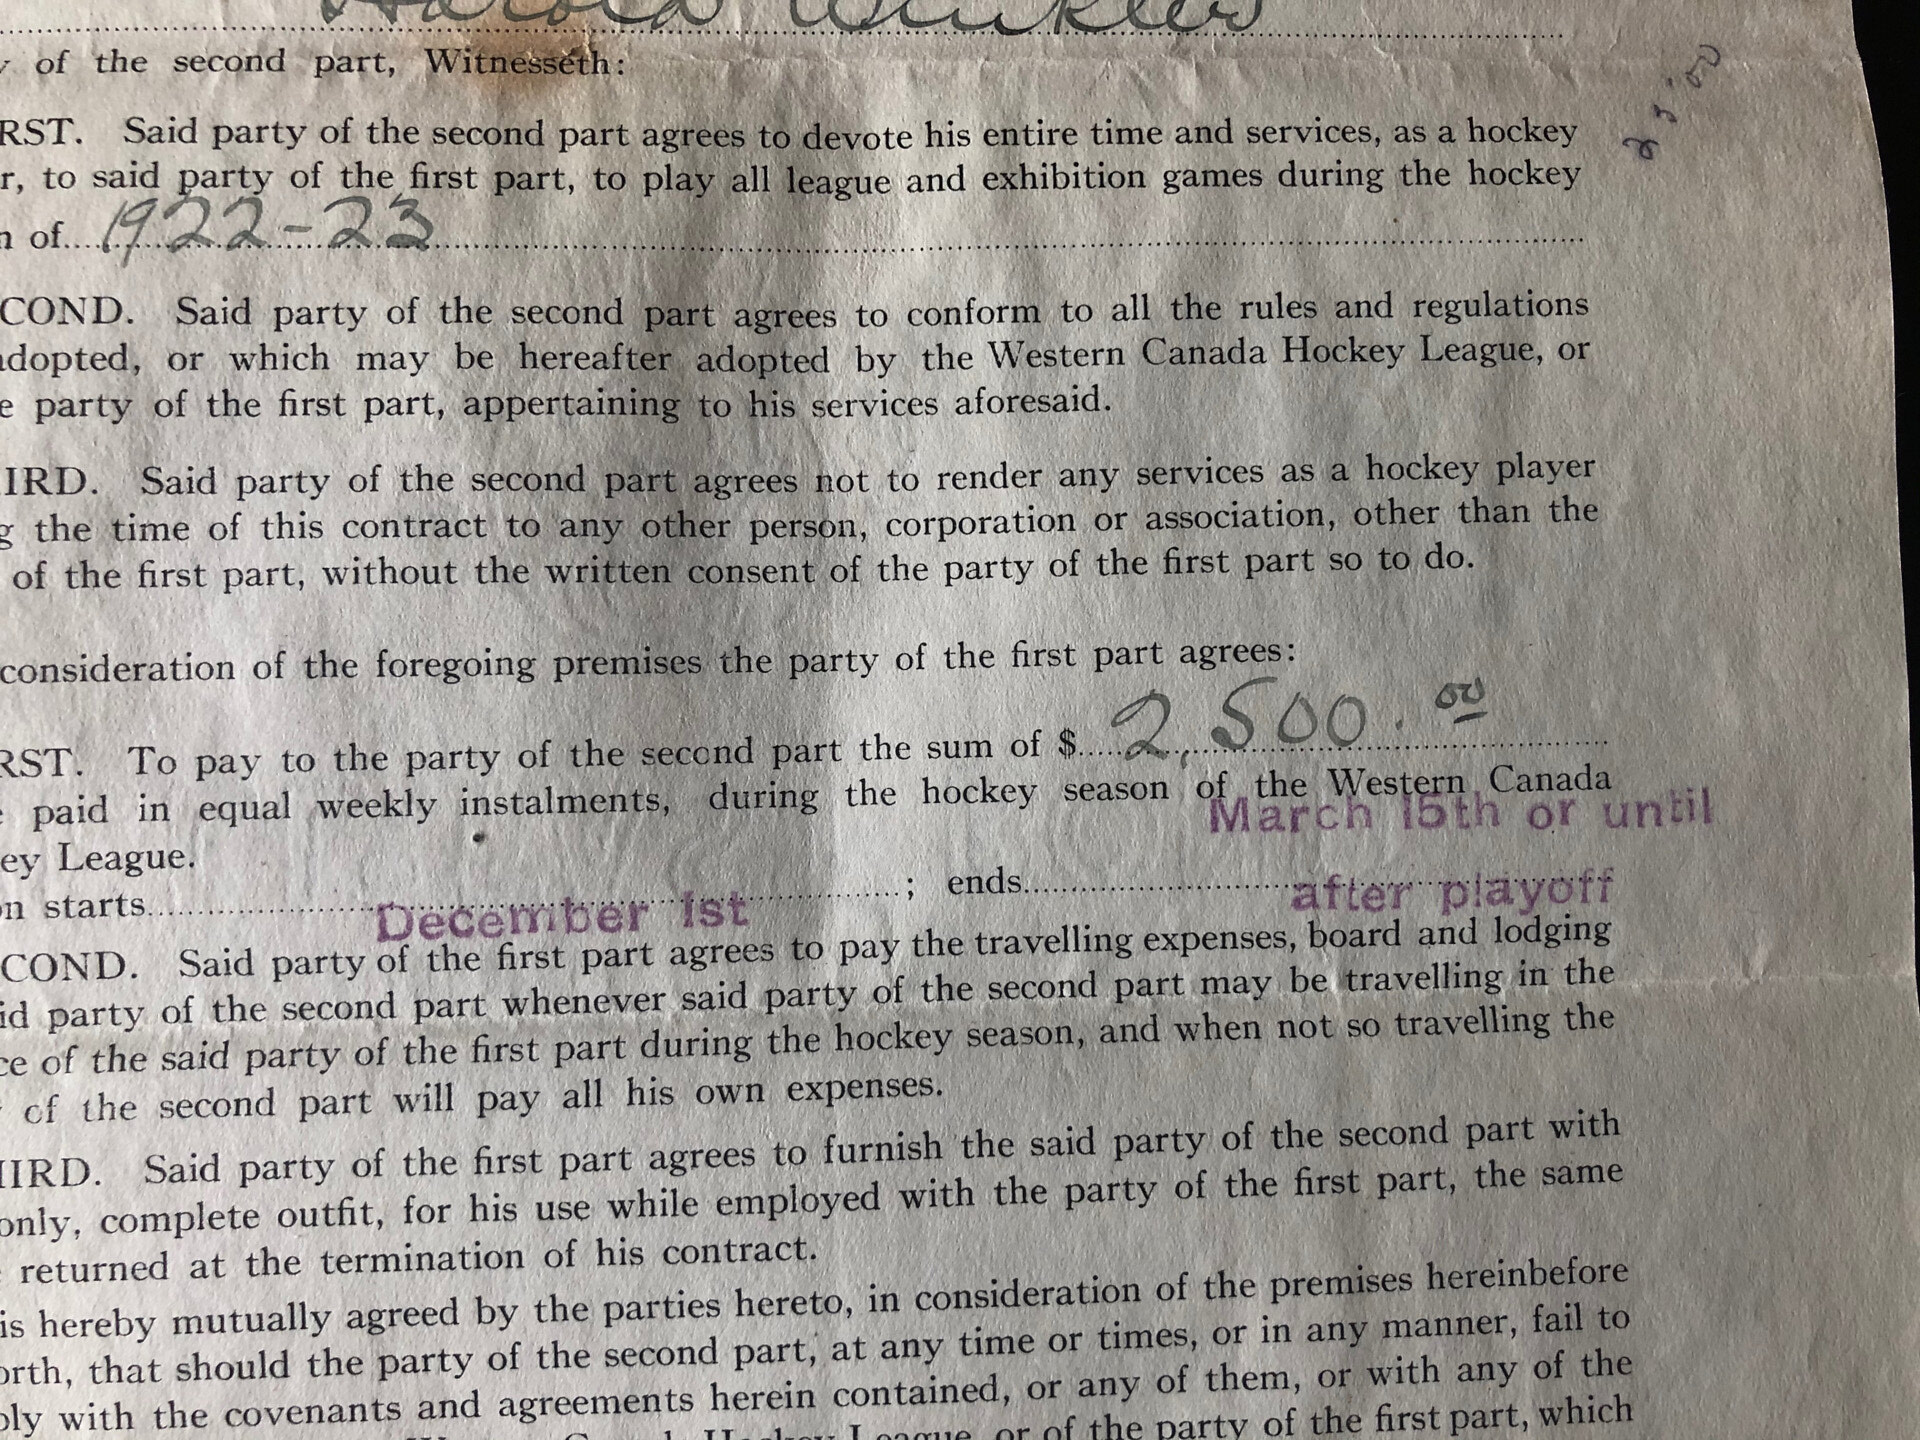 Harold Winkler
of the second part, Witnesseth:
RST. Said party of the second part agrees to devote his entire time and services, as a hockey
r, to said party of the first part, to play all league and exhibition games during the hockey
n of 1922-23
COND. Said party of the second part agrees to conform to all the rules and regulations
dopted, or which may be hereafter adopted by the Western Canada Hockey League, or
e party of the first part, appertaining to his services aforesaid.
IRD. Said party of the second part agrees not to render any services as a hockey player
g the time of this contract to any other person, corporation or association, other than the
of the first part, without the written consent of the party of the first part so to do.
consideration of the foregoing premises the party of the first part agrees:
RST. To pay to the party of the second part the sum of $ 2,500.00
paid in equal weekly instalments, during the hockey season of the Western Canada
ey League.
March 15th or until
n starts December 1st ; ends after playoff
COND. Said party of the first part agrees to pay the travelling expenses, board and lodging
id party of the second part whenever said party of the second part may be travelling in the
ce of the said party of the first part during the hockey season, and when not so travelling the
of the second part will pay all his own expenses.
HIRD. Said party of the first part agrees to furnish the said party of the second part with
only, complete outfit, for his use while employed with the party of the first part, the same
returned at the termination of his contract.
is hereby mutually agreed by the parties hereto, in consideration of the premises hereinbefore
orth, that should the party of the second part, at any time or times, or in any manner, fail to
ply with the covenants and agreements herein contained, or any of them, or with any of the
Hockey League, or of the party of the first part, which